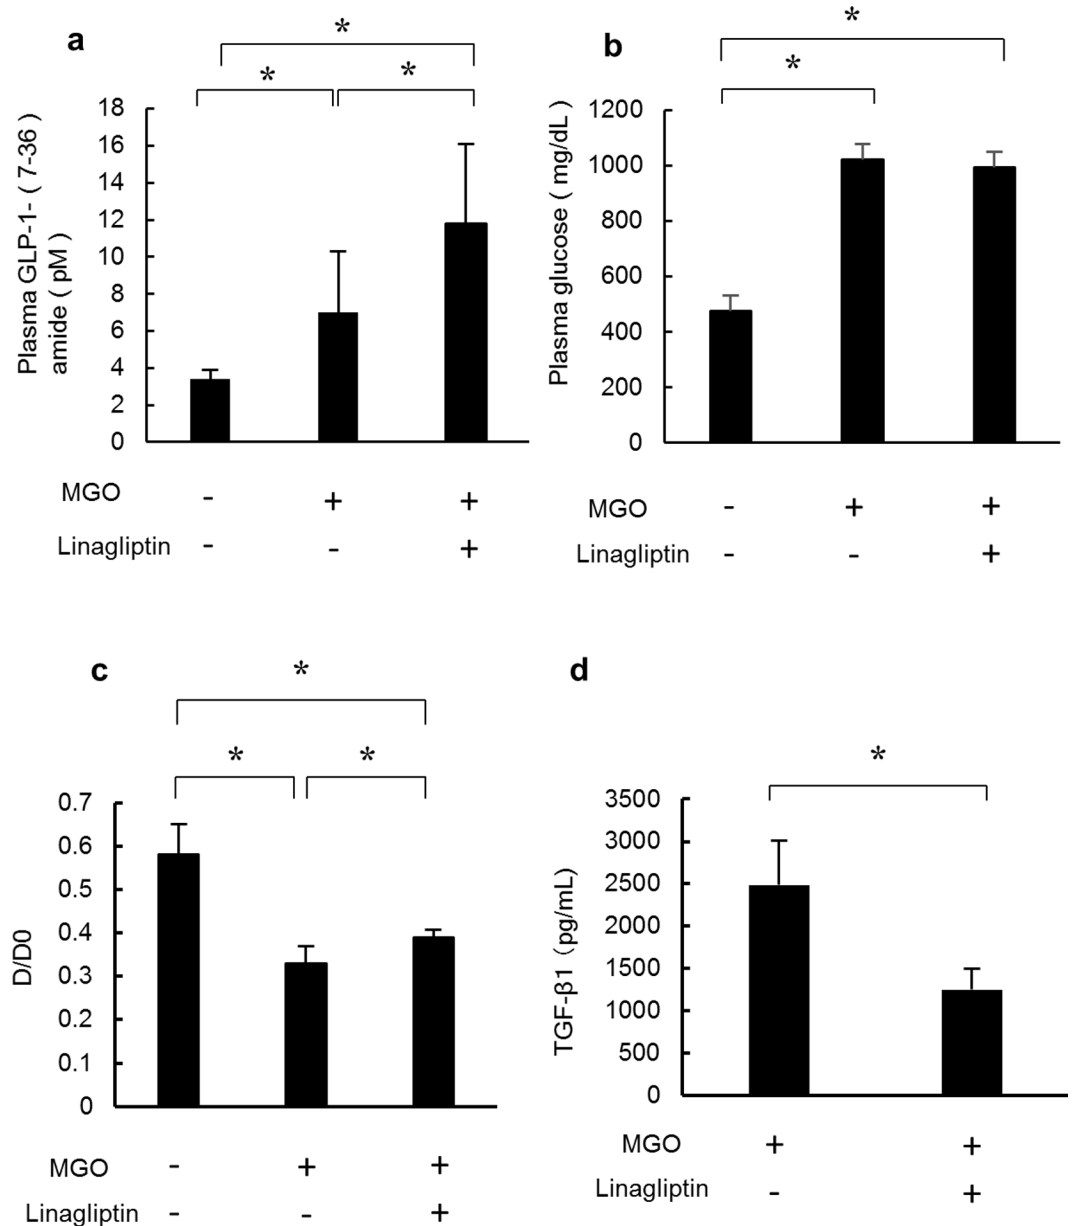 a
*
*
*
Plasma GLP-1-( 7-36 )
amide ( pM )
18
16
14
12
10
8
6
4
2
0
MGO - + +
Linagliptin - - +
b
*
*
Plasma glucose ( mg/dL )
1200
1000
800
600
400
200
0
MGO - + +
Linagliptin - - +
c
*
*
*
D/D0
0.7
0.6
0.5
0.4
0.3
0.2
0.1
0
MGO - + +
Linagliptin - - +
d
*
TGF-β1 (pg/mL)
3500
3000
2500
2000
1500
1000
500
0
MGO + +
Linagliptin - +